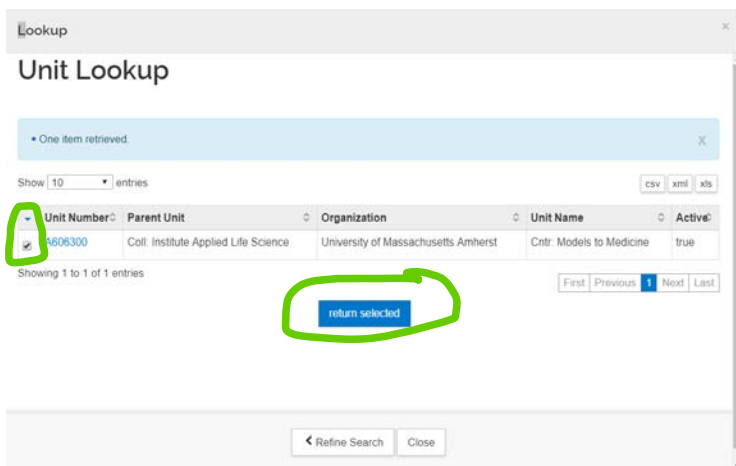 Lookup
×
Unit Lookup
• One item retrieved.
X
Show 10 entries
csv xml xls
Unit Number Parent Unit Organization Unit Name Active
A606300 Coll: Institute Applied Life Science University of Massachusetts Amherst Cntr: Models to Medicine true
Showing 1 to 1 of 1 entries
First Previous 1 Next Last
return selected
Refine Search Close